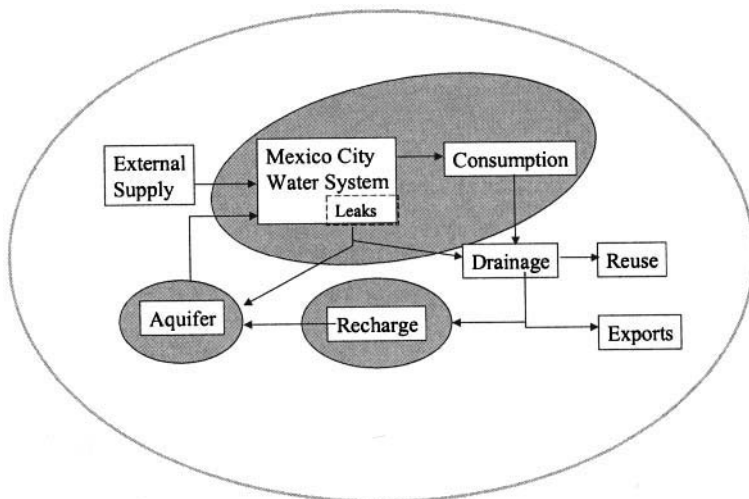 External
Supply
Mexico City
Water System
Leaks
Consumption
Drainage
Reuse
Aquifer
Recharge
Exports